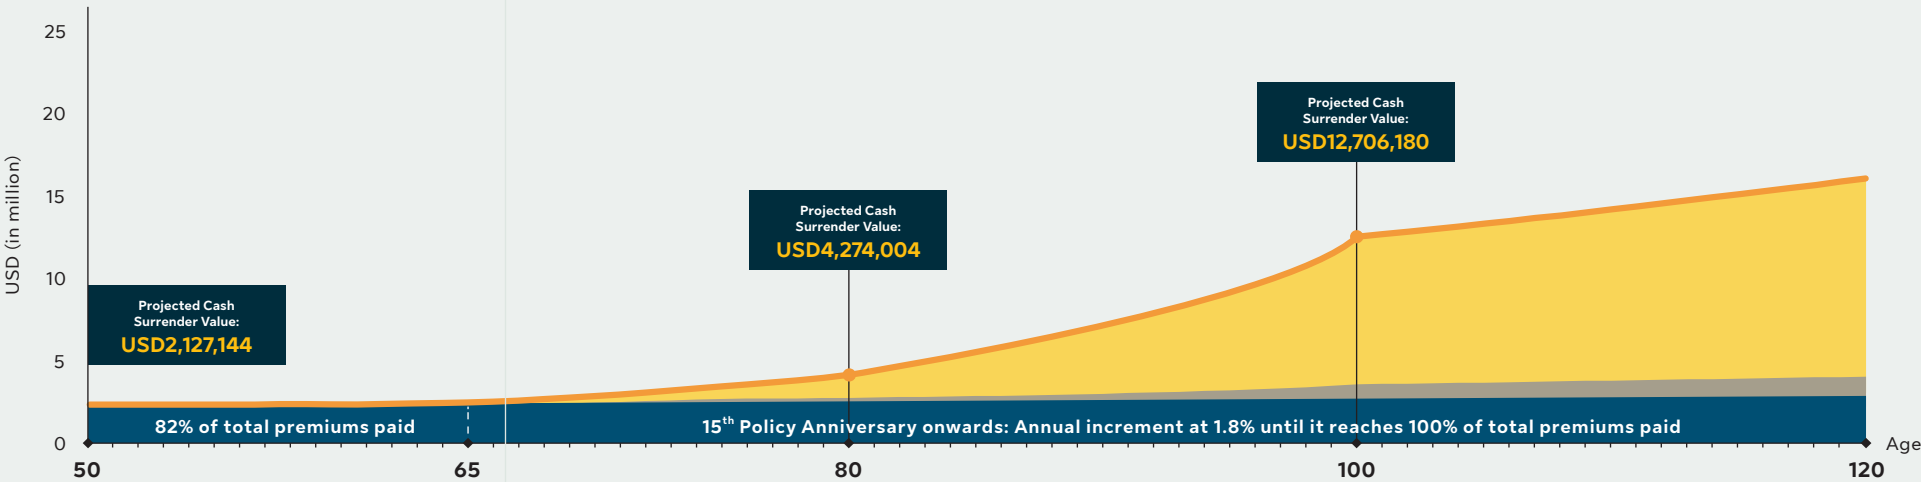 25
20
15
10
5
0
USD (in million)
Projected Cash
Surrender Value:
USD2,127,144
Projected Cash
Surrender Value:
USD4,274,004
Projected Cash
Surrender Value:
USD12,706,180
82% of total premiums paid
15th Policy Anniversary onwards: Annual increment at 1.8% until it reaches 100% of total premiums paid
Age
50 65 80 100 120